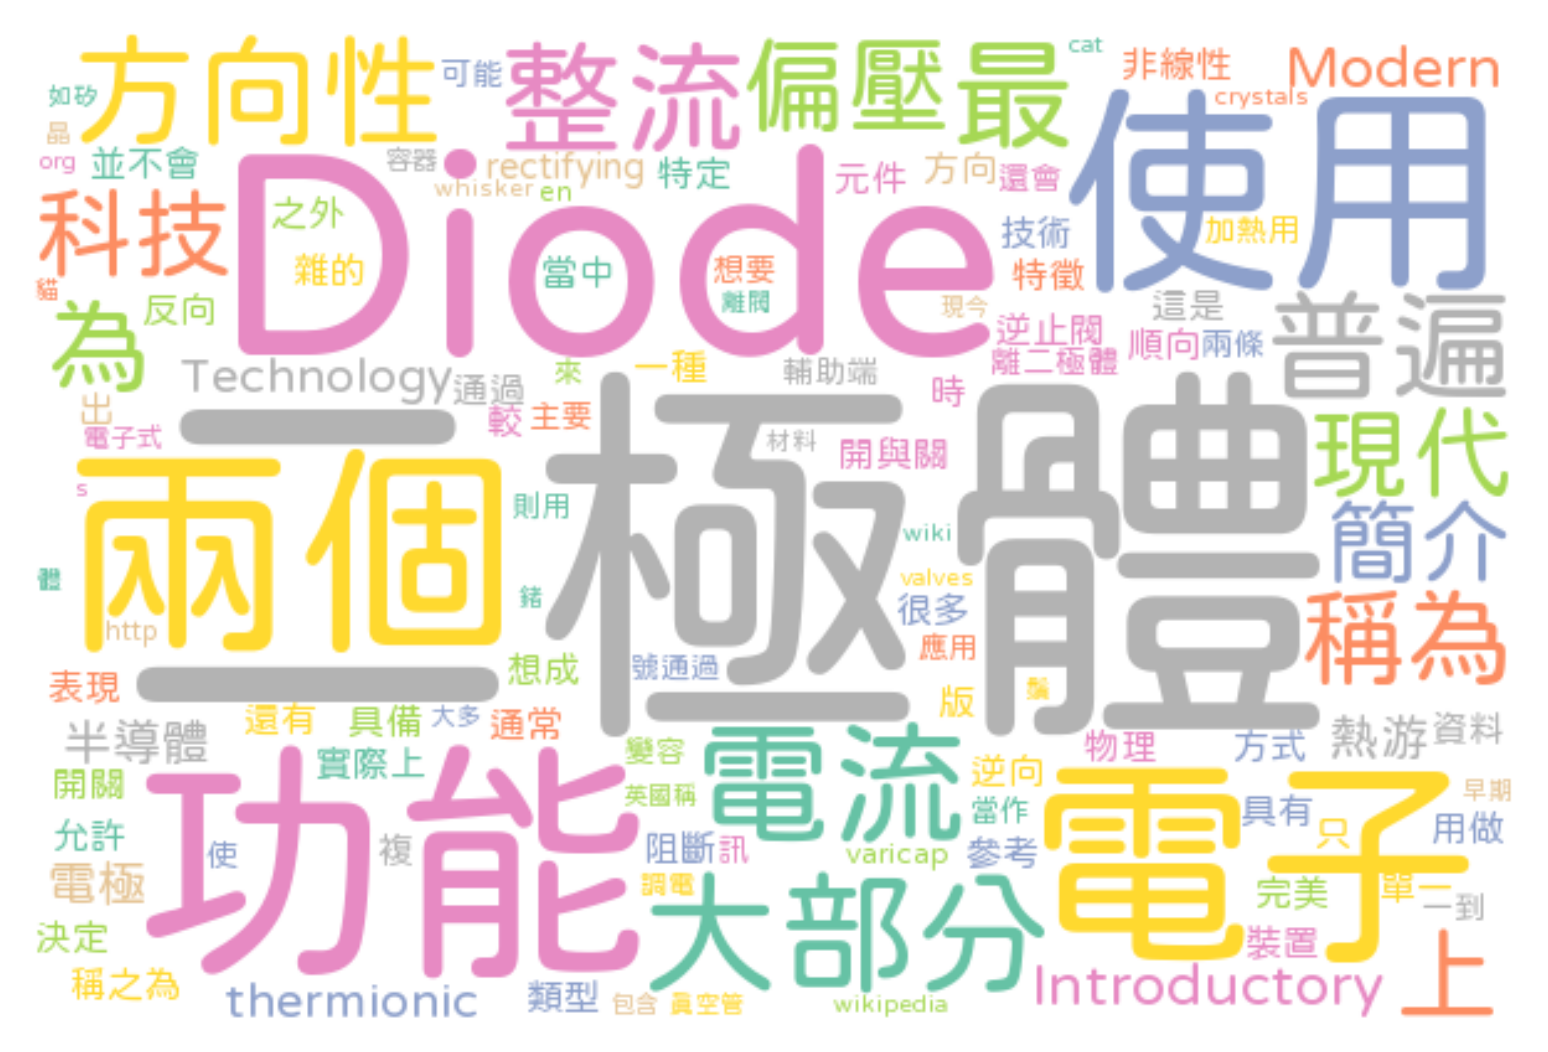 方向性
可能
整流
偏壓
最
cat
非線性
Modern
如矽
crystals
晶
org
並不會
容器
rectifying
特定
元件
方向
還會
使用
whisker
en
科技
Diode
之外
技術
加熱用
雜的
當中
想要
特徵
貓
離閥
現今
為
反向
這是
普遍
逆止閥
順向
兩條
Technology
通過
來
一種
輔助端
離二極體
時
出
較
主要
電子式
材料
開與關
現代
二極體
兩個
s
則用
wiki
簡介
體
鍺
valves
很多
稱為
http
應用
表現
想成
號通過
版
鬚
還有
具備
大多
通常
電流
半導體
物理
方式
熱游
資料
實際上
變容
逆向
電子
開關
功能
英國稱
當作
具有
早期
允許
使
複
阻斷
訊
varicap
參考
只
用做
電極
調電
大部分
完美
單一
一到
決定
裝置
上
稱之為
thermionic
類型
包含
真空管
wikipedia
Introductory